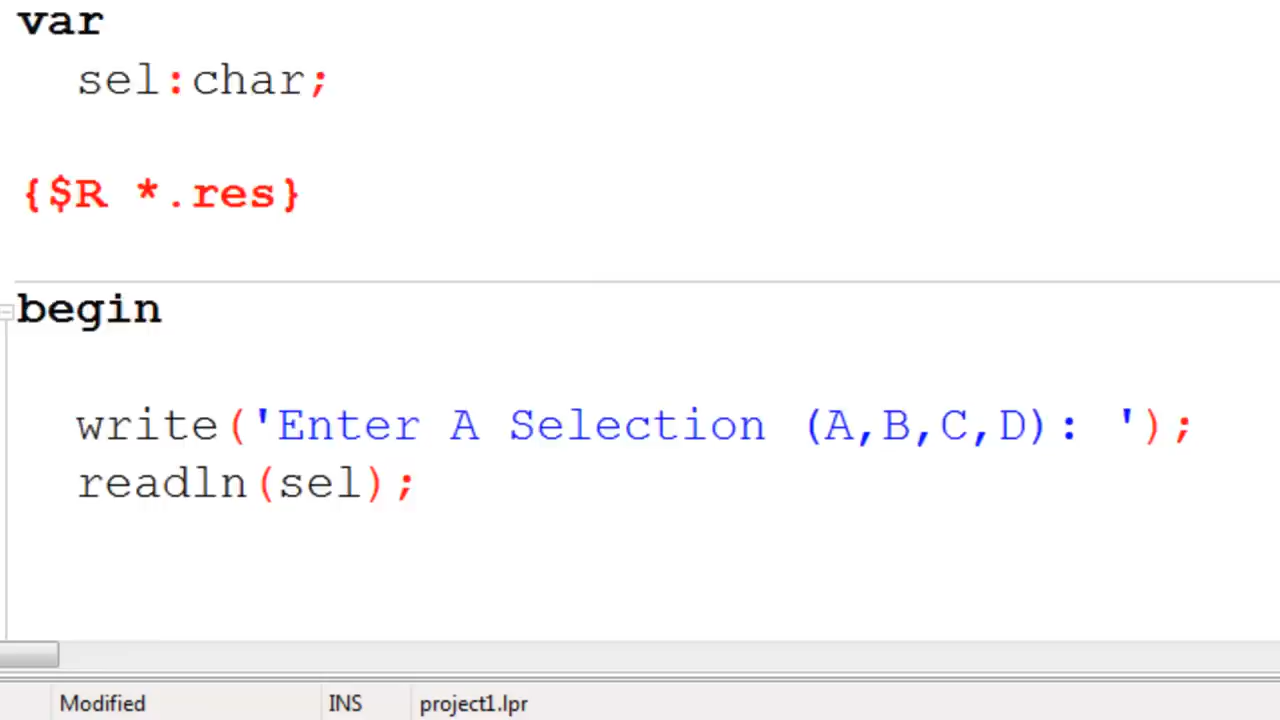 var
sel:char;
{$R *.res}
begin
write('Enter A Selection (A,B,C,D): ');
readln(sel);
Modified INS project1.lpr